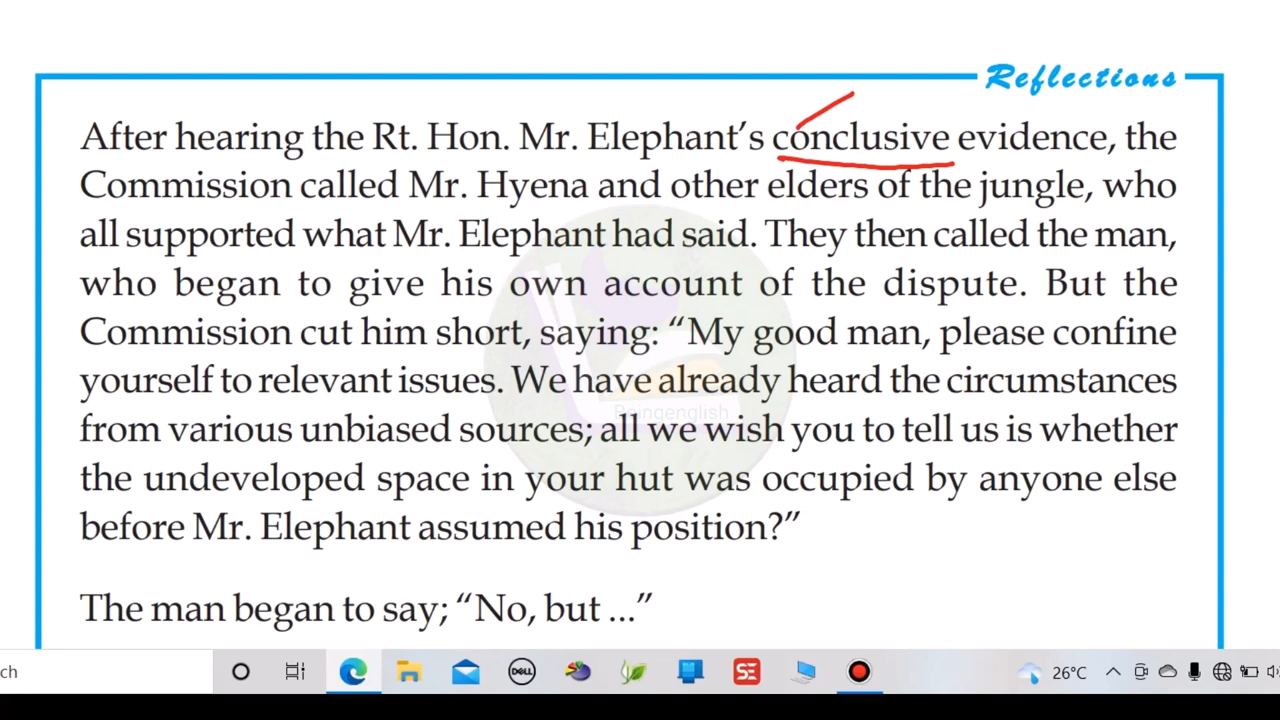 Reflections
After hearing the Rt. Hon. Mr. Elephant's conclusive evidence, the
Commission called Mr. Hyena and other elders of the jungle, who
all supported what Mr. Elephant had said. They then called the man,
who began to give his own account of the dispute. But the
Commission cut him short, saying: “My good man, please confine
yourself to relevant issues. We have already heard the circumstances
from various unbiased sources; all we wish you to tell us is whether
the undeveloped space in your hut was occupied by anyone else
before Mr. Elephant assumed his position?”
The man began to say; “No, but ...”
Beingenglish
ch
DELL
SE
26°C